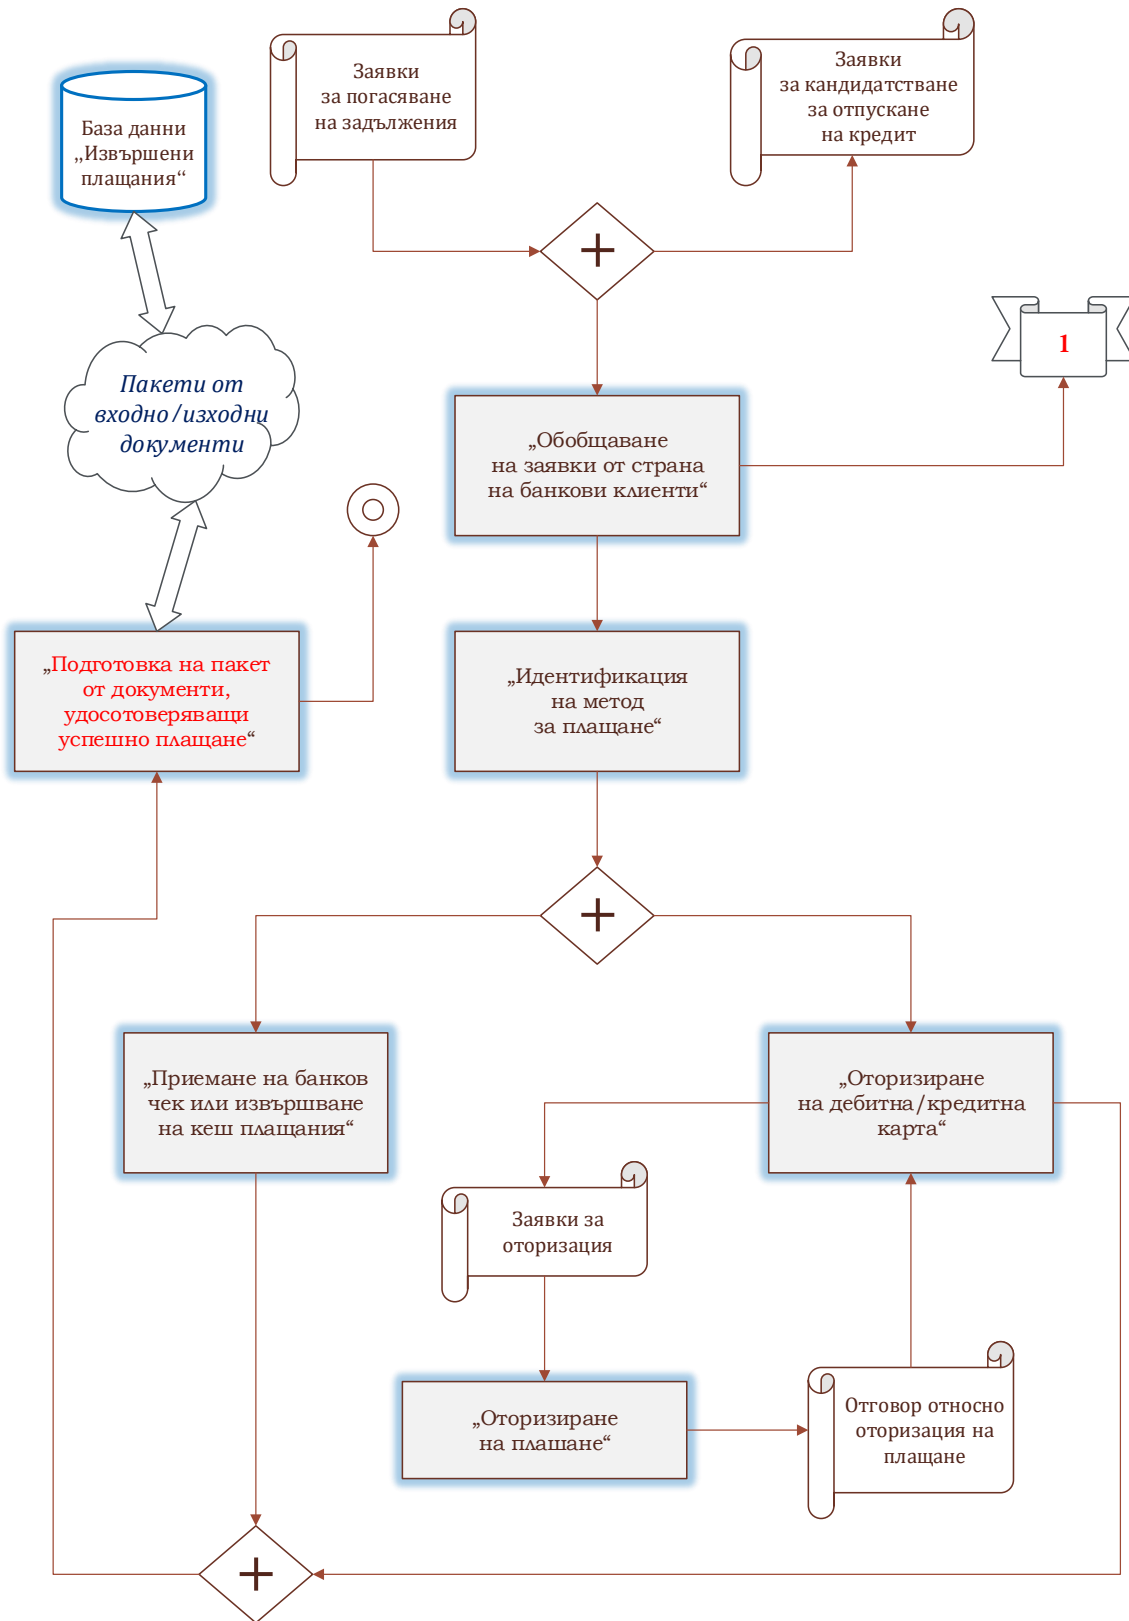 Заявки
за погасяване
на задължения
Заявки
за кандидатстване
за отпускане
на кредит
База данни
„Извършени
плащания“
1
Пакети от
входно/изходни
документи
„Обобщаване
на заявки от страна
на банкови клиенти“
„Подготовка на пакет
от документи,
удосотоверяващи
успешно плащане“
„Идентификация
на метод
за плащане“
„Приемане на банков
чек или извършване
на кеш плащания“
„Оторизиране
на дебитна/кредитна
карта“
Заявки за
оторизация
„Оторизиране
на плашане“
Отговор относно
оторизация на
плащане